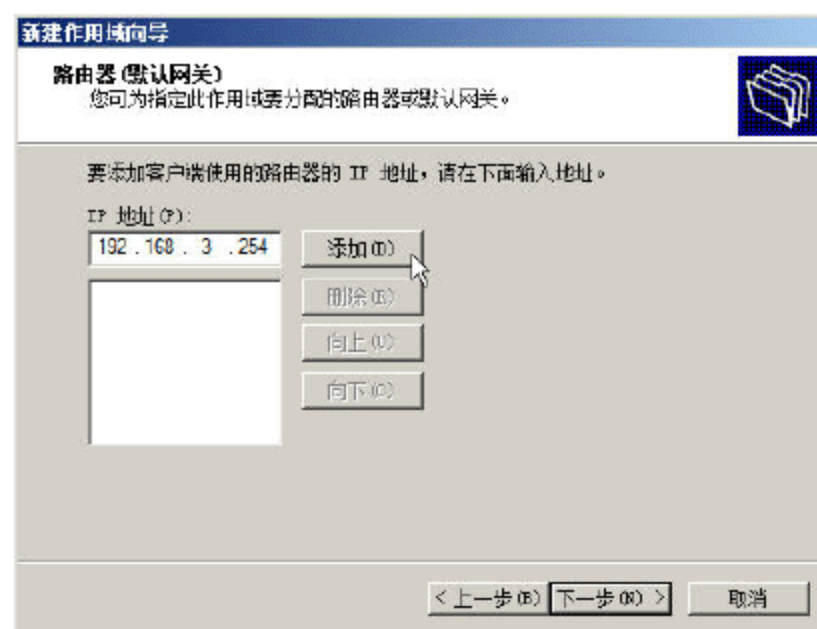 新建作用域向导
路由器(默认网关)
您可为指定此作用域要分配的路由器或默认网关。
要添加客户端使用的路由器的 IP 地址，请在下面输入地址。
IP 地址(P):
192 . 168 . 3 . 254
添加(D)
删除(R)
向上(U)
向下(O)
< 上一步(B)
下一步(N) >
取消